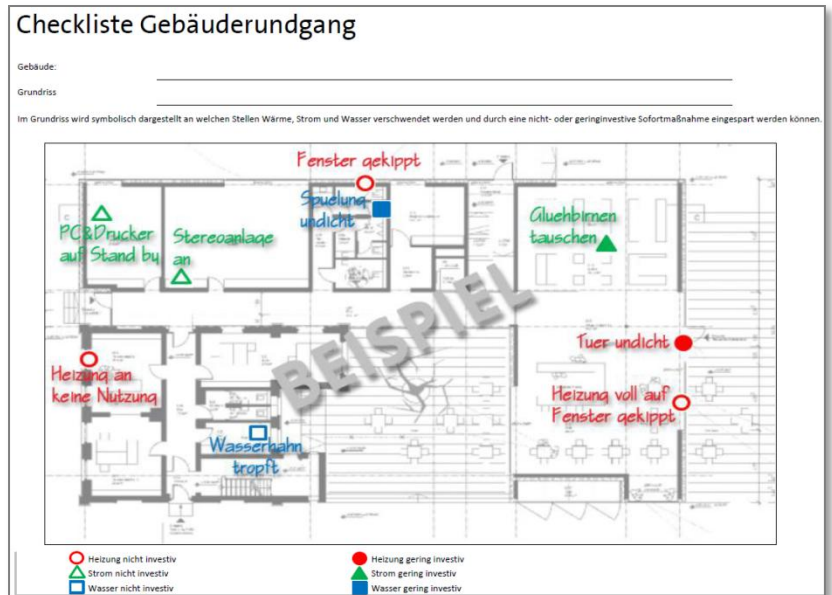 Checkliste Gebäuderundgang
Gebäude:
Grundriss
Im Grundriss wird symbolisch dargestellt an welchen Stellen Wärme, Strom und Wasser verschwendet werden und durch eine nicht- oder geringinvestive Sofortmaßnahme eingespart werden können.
Fenster gekippt
Spuelung
undicht
Gluehbirnen
tauschen
PC&Drucker
auf Stand by
Stereoanlage
an
BEISPIEL
Tuer undicht
Heizung an
keine Nutzung
Heizung voll auf
Fenster gekippt
Wasserhahn
tropft
Heizung nicht investiv
Heizung gering investiv
Strom nicht investiv
Strom gering investiv
Wasser nicht investiv
Wasser gering investiv